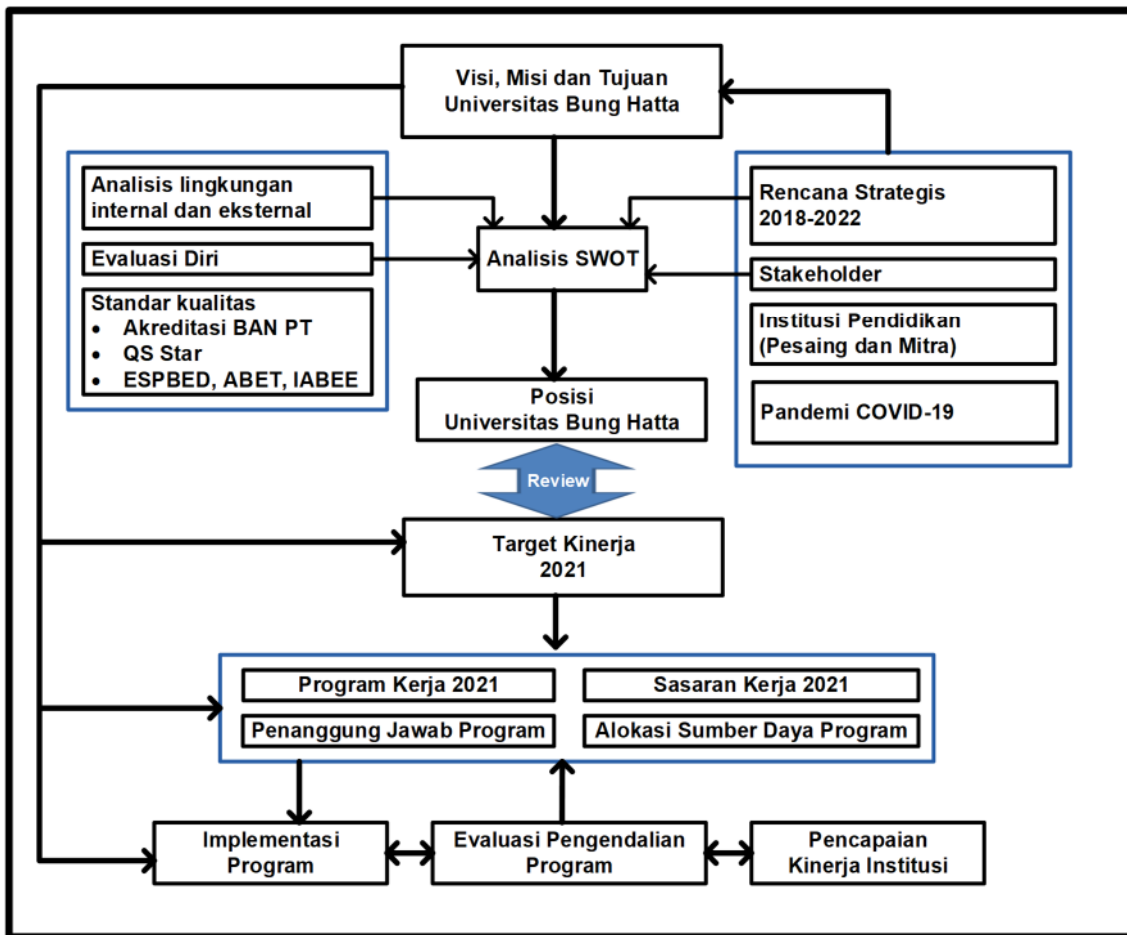 Visi, Misi dan Tujuan
Universitas Bung Hatta
Analisis lingkungan
internal dan eksternal
Evaluasi Diri
Standar kualitas
• Akreditasi BAN PT
• QS Star
• ESPBED, ABET, IABEE
Analisis SWOT
Rencana Strategis
2018-2022
Stakeholder
Institusi Pendidikan
(Pesaing dan Mitra)
Pandemi COVID-19
Posisi
Universitas Bung Hatta
Review
Target Kinerja
2021
Program Kerja 2021
Sasaran Kerja 2021
Penanggung Jawab Program
Alokasi Sumber Daya Program
Implementasi
Program
Evaluasi Pengendalian
Program
Pencapaian
Kinerja Institusi